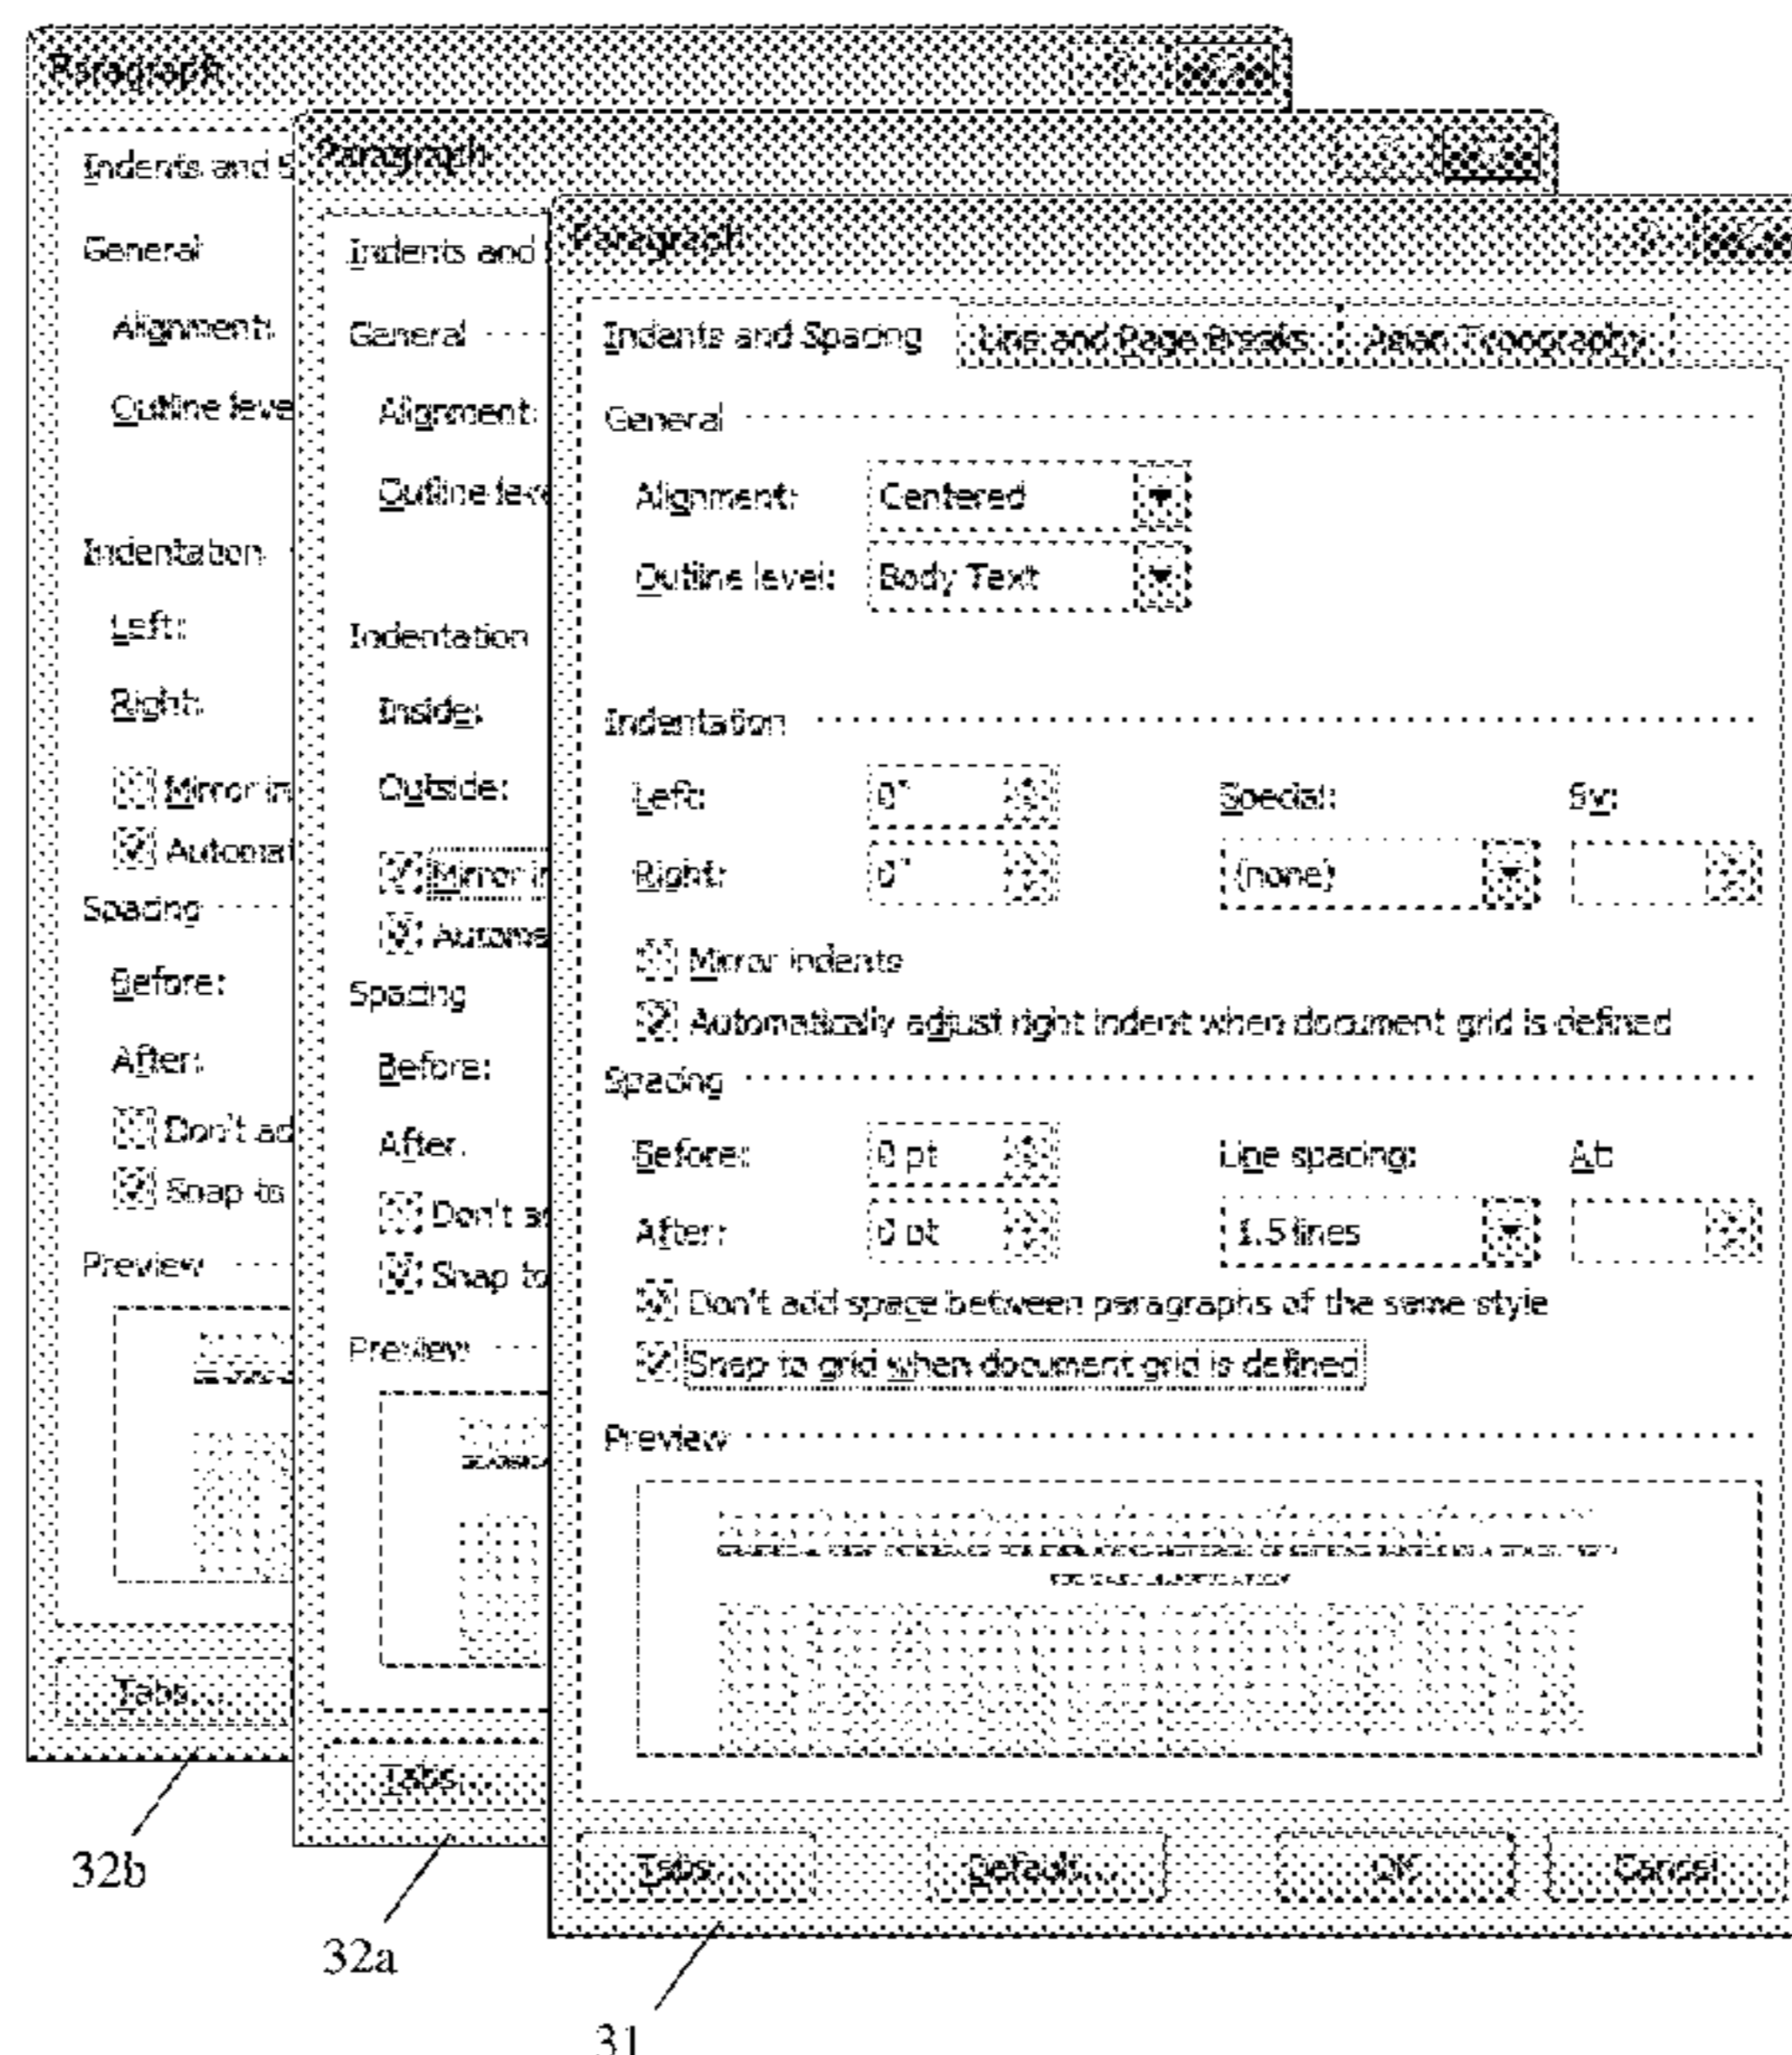 Paragraph
Indents and S
General
Alignment:
Outline leve
Indentation
Left:
Right:
Mirror in
Automat
Spacing
Before:
After:
Don't ad
Snap to
Preview
Tabs...
32b
Paragraph
Indents and
General
Alignment:
Outline leve
Indentation
Inside:
Outside:
Mirror in
Automa
Spacing
Before:
After:
Don't a
Snap to
Preview
Tabs...
32a
Paragraph
Indents and Spacing Line and Page Breaks Asian Typography
General
Alignment: Centered
Outline level: Body Text
Indentation
Left: 0" Special: By:
Right: 0" (none)
Mirror indents
Automatically adjust right indent when document grid is defined
Spacing
Before: 0 pt Line spacing: At:
After: 0 pt 1.5 lines
Don't add space between paragraphs of the same style
Snap to grid when document grid is defined
Preview
Tabs... Default... OK Cancel
31